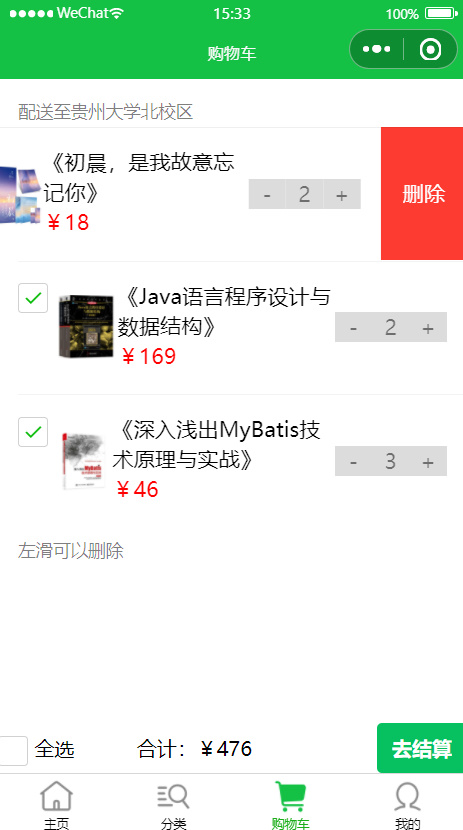 WeChat 15:33 100%
购物车
配送至贵州大学北校区
《初晨，是我故意忘
记你》
￥18
- 2 +
删除
《Java语言程序设计与
数据结构》
￥169
- 2 +
《深入浅出MyBatis技
术原理与实战》
￥46
- 3 +
左滑可以删除
全选 合计：￥476 去结算
主页 分类 购物车 我的